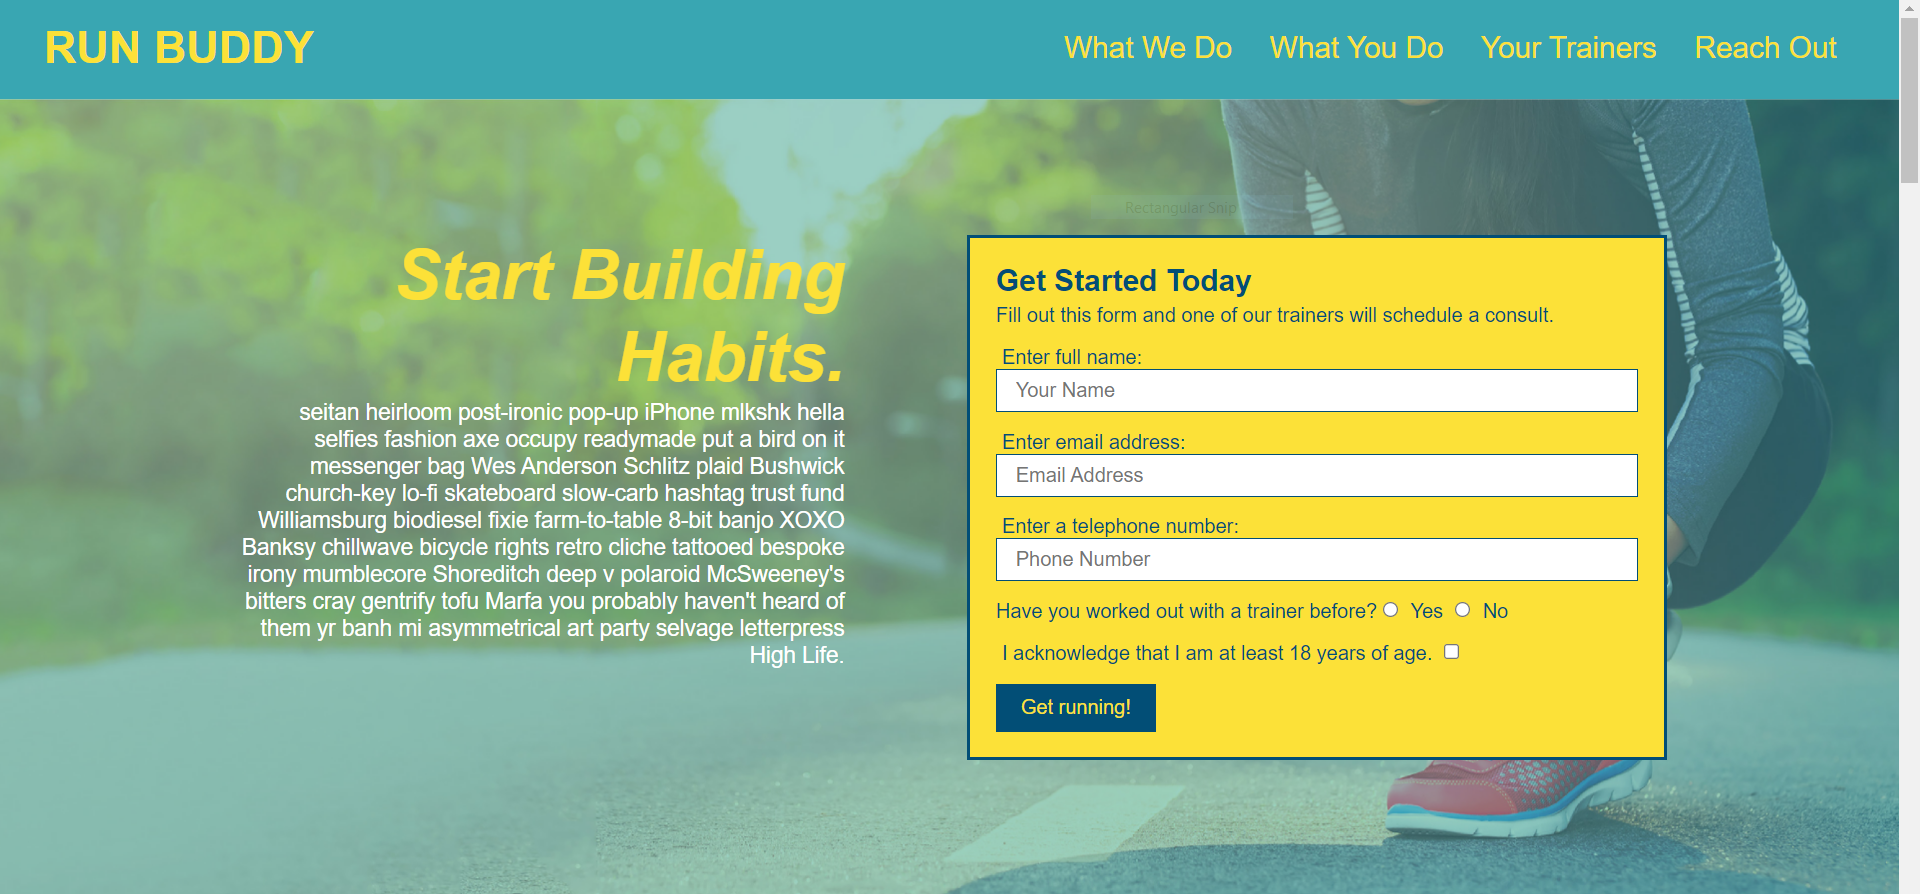 RUN BUDDY
What We Do What You Do Your Trainers Reach Out
Rectangular Snip
Start Building
Habits.
seitan heirloom post-ironic pop-up iPhone mlkshk hella
selfies fashion axe occupy readymade put a bird on it
messenger bag Wes Anderson Schlitz plaid Bushwick
church-key lo-fi skateboard slow-carb hashtag trust fund
Williamsburg biodiesel fixie farm-to-table 8-bit banjo XOXO
Banksy chillwave bicycle rights retro cliche tattooed bespoke
irony mumblecore Shoreditch deep v polaroid McSweeney's
bitters cray gentrify tofu Marfa you probably haven't heard of
them yr banh mi asymmetrical art party selvage letterpress
High Life.
Get Started Today
Fill out this form and one of our trainers will schedule a consult.
Enter full name:
Your Name
Enter email address:
Email Address
Enter a telephone number:
Phone Number
Have you worked out with a trainer before? Yes No
I acknowledge that I am at least 18 years of age.
Get running!